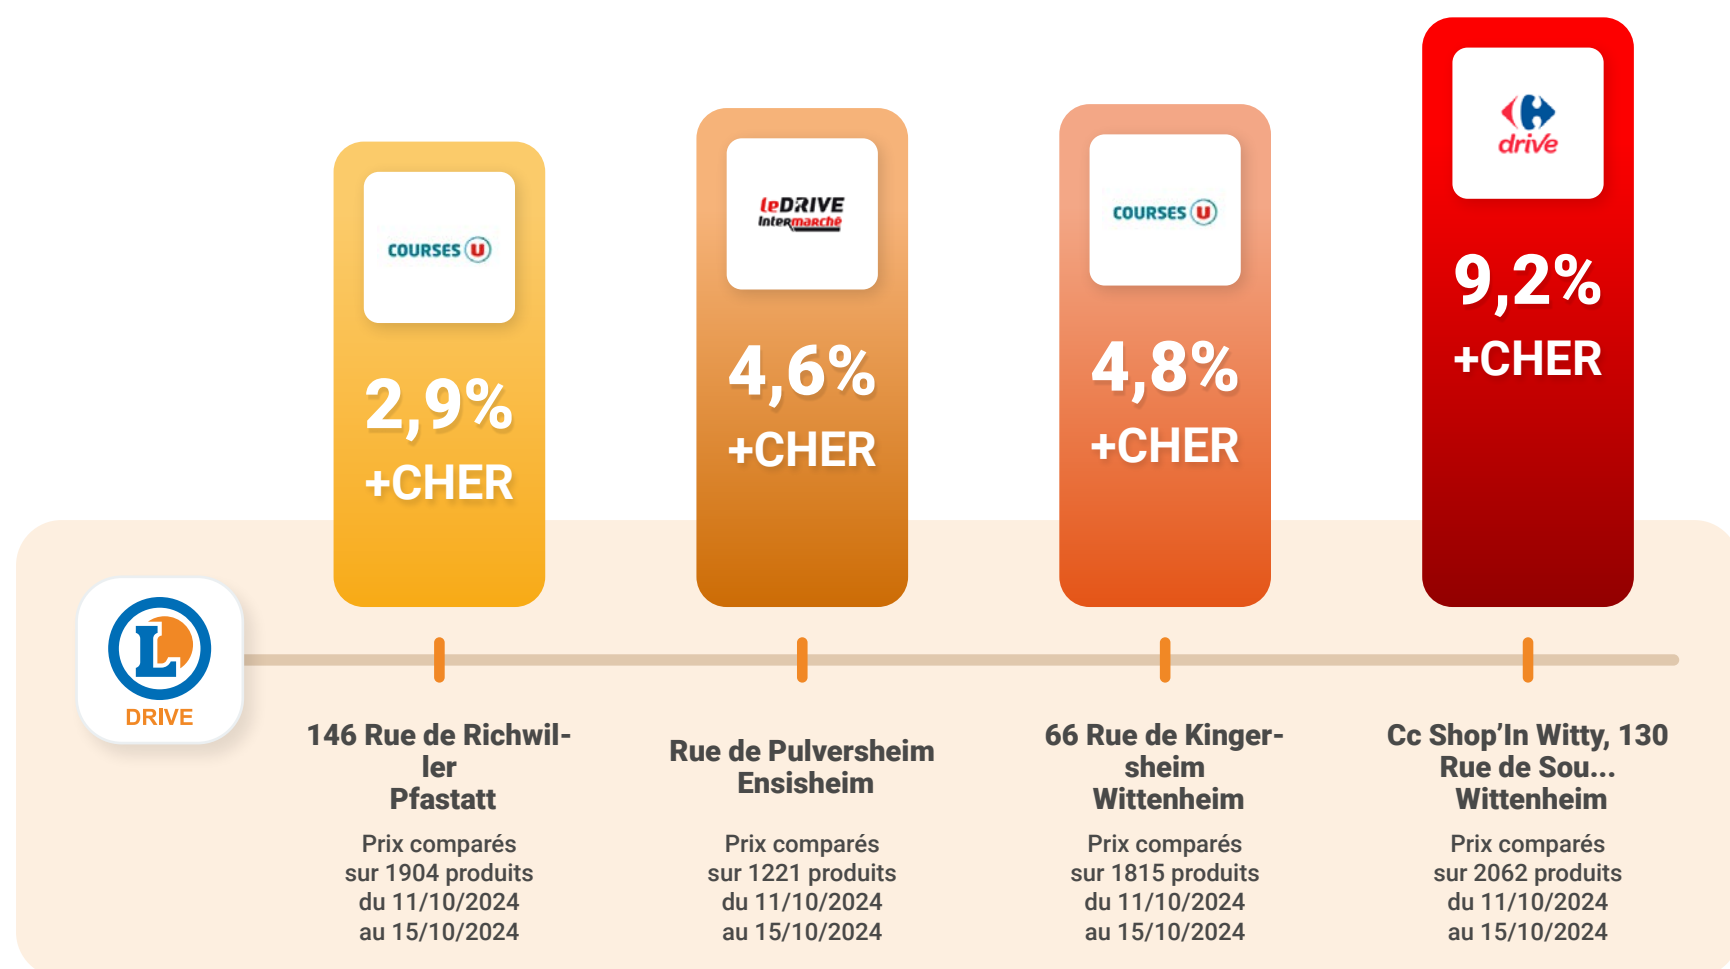 COURSES U
2,9%
+CHER
leDRIVE
Intermarché
4,6%
+CHER
COURSES U
4,8%
+CHER
drive
9,2%
+CHER
L
DRIVE
146 Rue de Richwil-
ler
Pfastatt
Prix comparés
sur 1904 produits
du 11/10/2024
au 15/10/2024
Rue de Pulversheim
Ensisheim
Prix comparés
sur 1221 produits
du 11/10/2024
au 15/10/2024
66 Rue de Kinger-
sheim
Wittenheim
Prix comparés
sur 1815 produits
du 11/10/2024
au 15/10/2024
Cc Shop'In Witty, 130
Rue de Sou...
Wittenheim
Prix comparés
sur 2062 produits
du 11/10/2024
au 15/10/2024